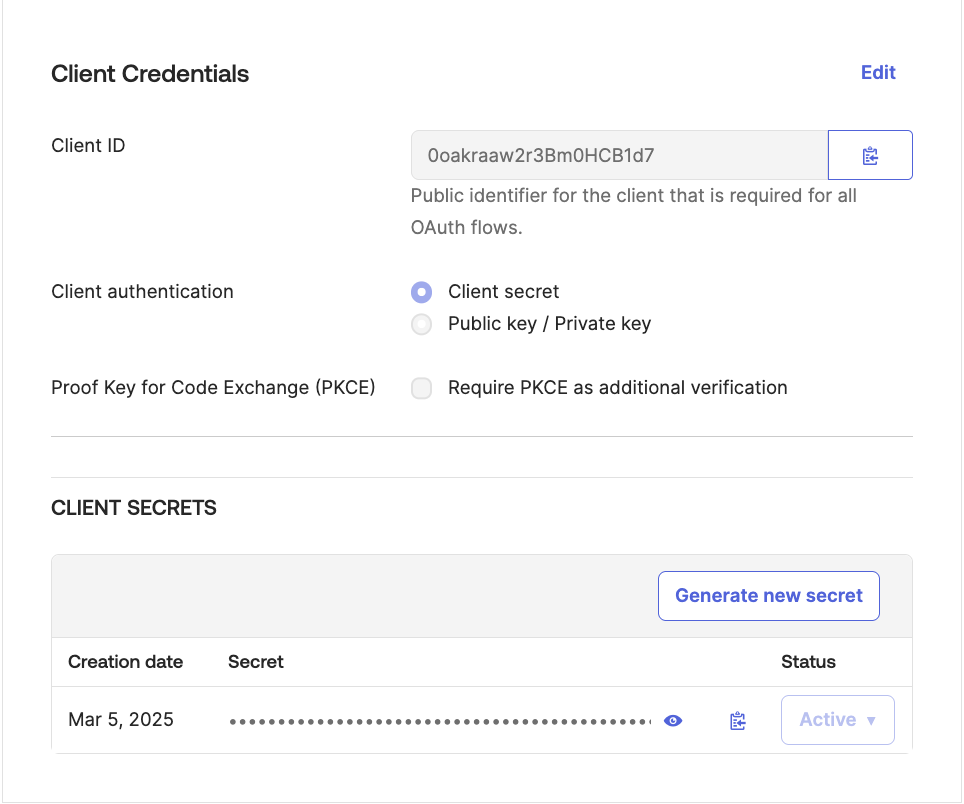 Client Credentials
Edit
Client ID
0oakraaw2r3Bm0HCB1d7
Public identifier for the client that is required for all
OAuth flows.
Client authentication
Client secret
Public key / Private key
Proof Key for Code Exchange (PKCE)
Require PKCE as additional verification
CLIENT SECRETS
Generate new secret
Creation date
Secret
Status
Mar 5, 2025
Active